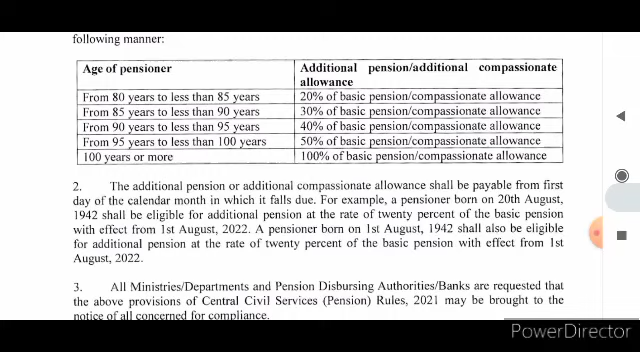 following manner:
Age of pensioner
Additional pension/additional compassionate
allowance
From 80 years to less than 85 years
20% of basic pension/compassionate allowance
From 85 years to less than 90 years
30% of basic pension/compassionate allowance
From 90 years to less than 95 years
40% of basic pension/compassionate allowance
From 95 years to less than 100 years
50% of basic pension/compassionate allowance
100 years or more
100% of basic pension/compassionate allowance
2. The additional pension or additional compassionate allowance shall be payable from first
day of the calendar month in which it falls due. For example, a pensioner born on 20th August,
1942 shall be eligible for additional pension at the rate of twenty percent of the basic pension
with effect from 1st August, 2022. A pensioner born on 1st August, 1942 shall also be eligible
for additional pension at the rate of twenty percent of the basic pension with effect from 1st
August, 2022.
3. All Ministries/Departments and Pension Disbursing Authorities/Banks are requested that
the above provisions of Central Civil Services (Pension) Rules, 2021 may be brought to the
notice of all concerned for compliance.
PowerDirector